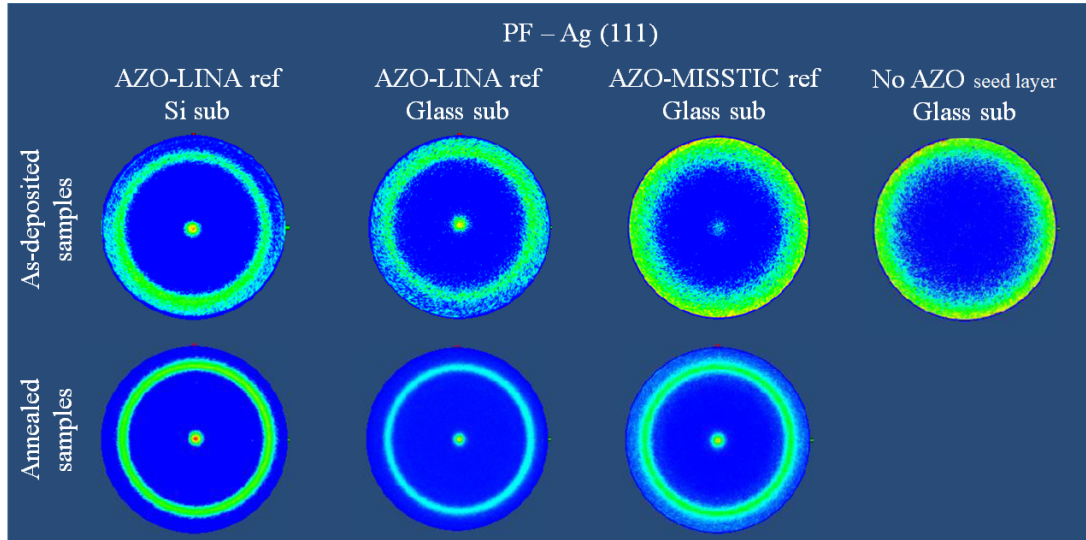 PF – Ag (111)
AZO-LINA ref
Si sub
AZO-LINA ref
Glass sub
AZO-MISSTIC ref
Glass sub
No AZO seed layer
Glass sub
As-deposited
samples
Annealed
samples